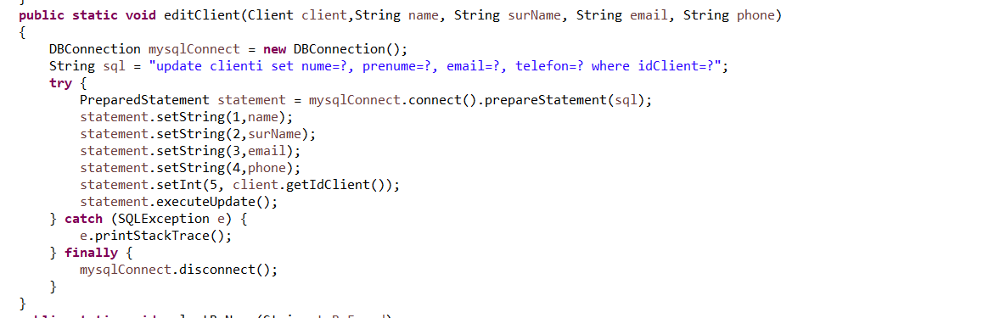 public static void editClient(Client client,String name, String surName, String email, String phone)
{
DBConnection mysqlConnect = new DBConnection();
String sql = "update clienti set nume=?, prenume=?, email=?, telefon=? where idClient=?";
try {
PreparedStatement statement = mysqlConnect.connect().prepareStatement(sql);
statement.setString(1,name);
statement.setString(2,surName);
statement.setString(3,email);
statement.setString(4,phone);
statement.setInt(5, client.getIdClient());
statement.executeUpdate();
} catch (SQLException e) {
e.printStackTrace();
} finally {
mysqlConnect.disconnect();
}
}